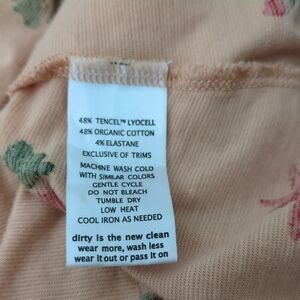 48% TENCEL™ LYOCELL
48% ORGANIC COTTON
4% ELASTANE
EXCLUSIVE OF TRIMS
MACHINE WASH COLD
WITH SIMILAR COLORS
GENTLE CYCLE
DO NOT BLEACH
TUMBLE DRY
LOW HEAT
COOL IRON AS NEEDED
dirty is the new clean
wear more, wash less
wear it out or pass it on